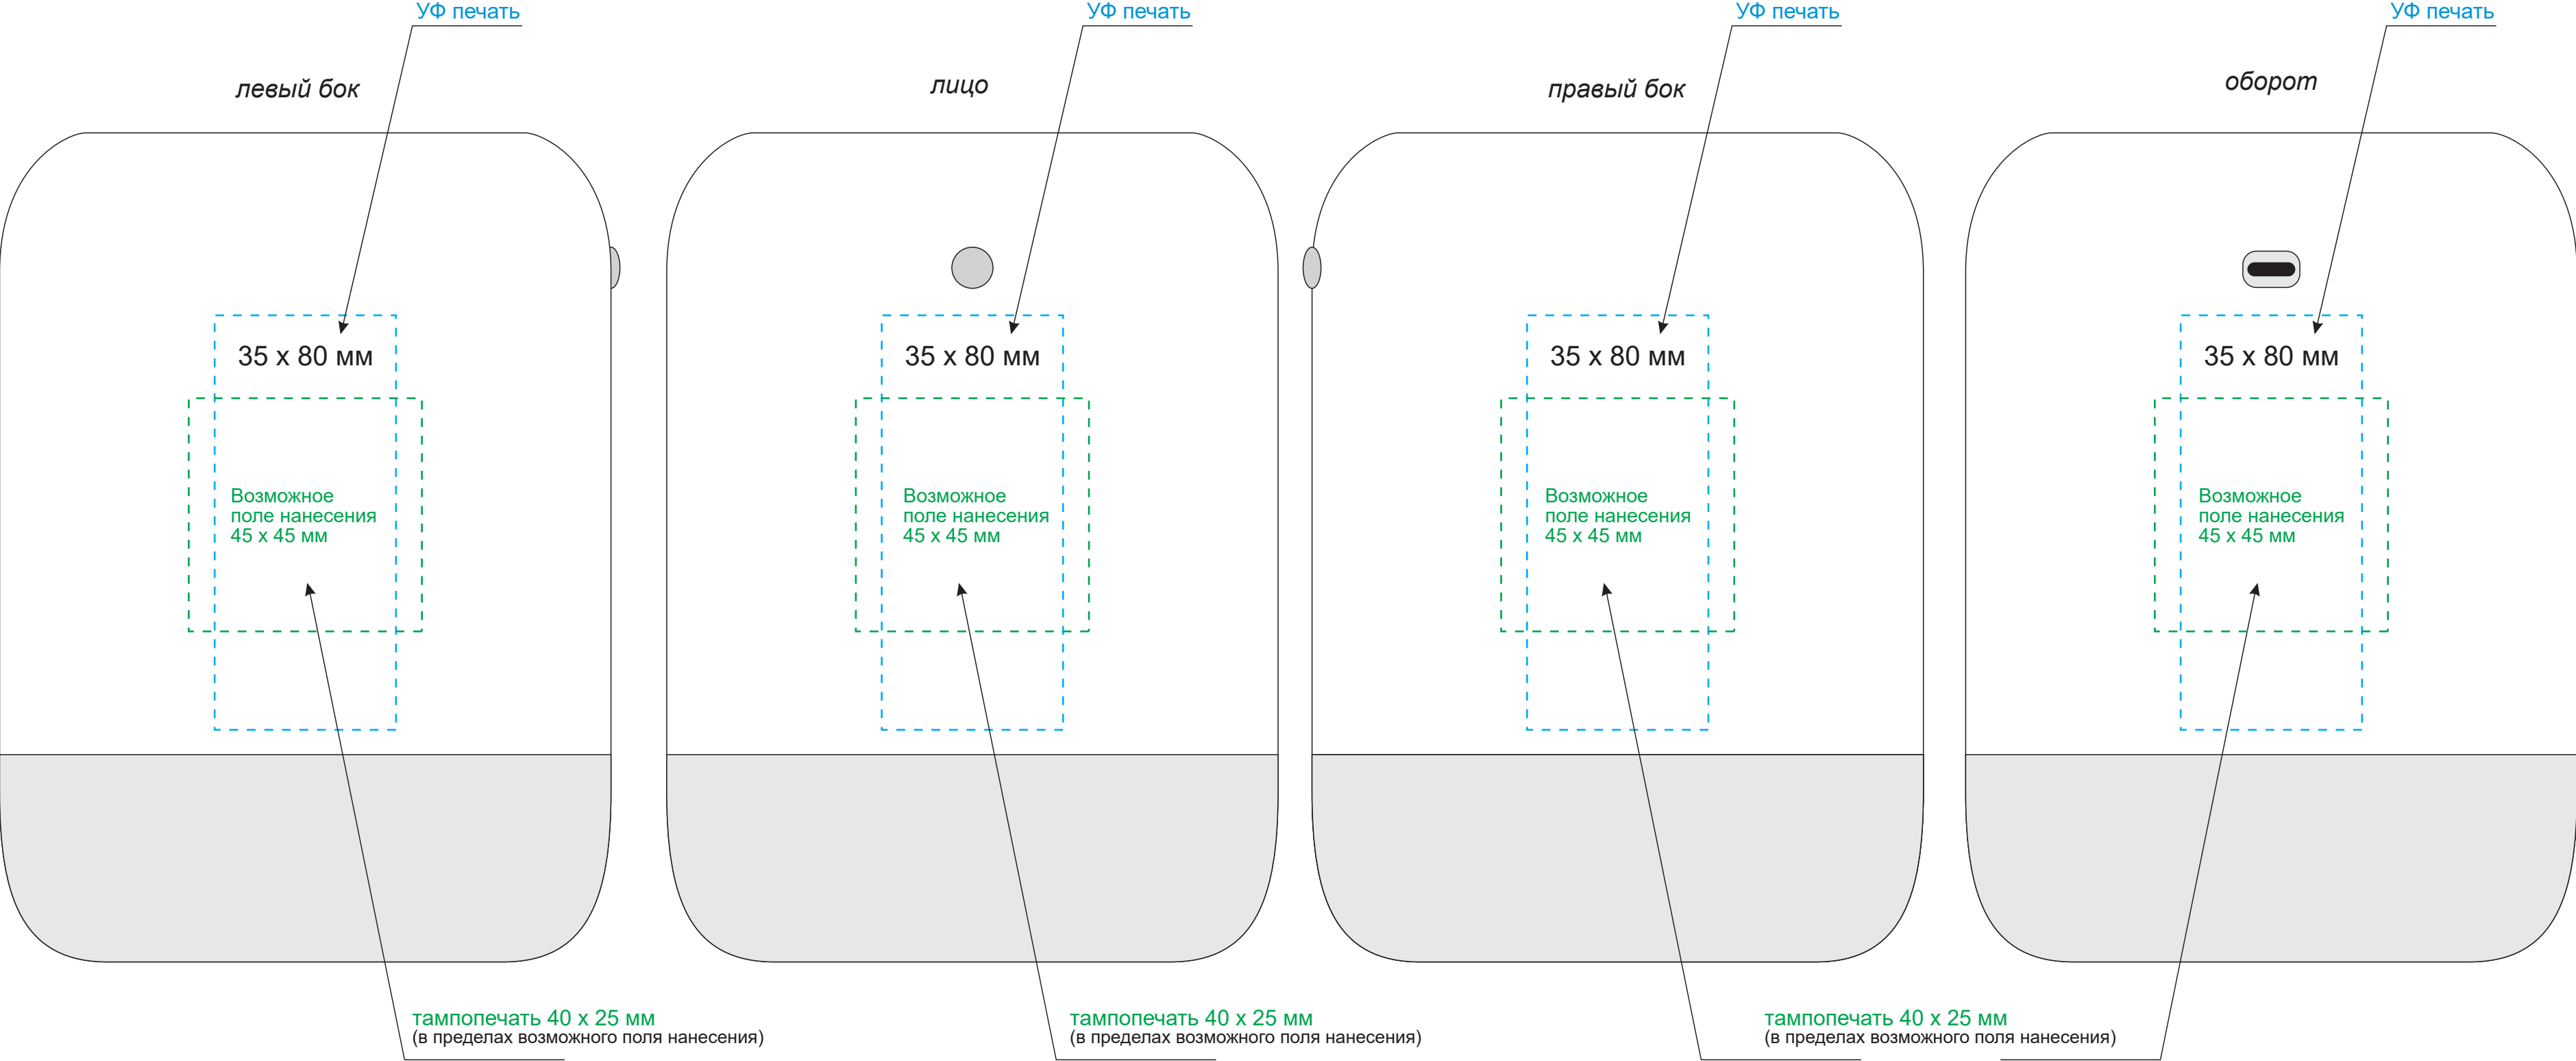 УФ печать
УФ печать
УФ печать
УФ печать
левый бок
лицо
правый бок
оборот
35 x 80 мм
35 x 80 мм
35 x 80 мм
35 x 80 мм
Возможное
поле нанесения
45 x 45 мм
Возможное
поле нанесения
45 x 45 мм
Возможное
поле нанесения
45 x 45 мм
Возможное
поле нанесения
45 x 45 мм
тампопечать 40 x 25 мм
(в пределах возможного поля нанесения)
тампопечать 40 x 25 мм
(в пределах возможного поля нанесения)
тампопечать 40 x 25 мм
(в пределах возможного поля нанесения)